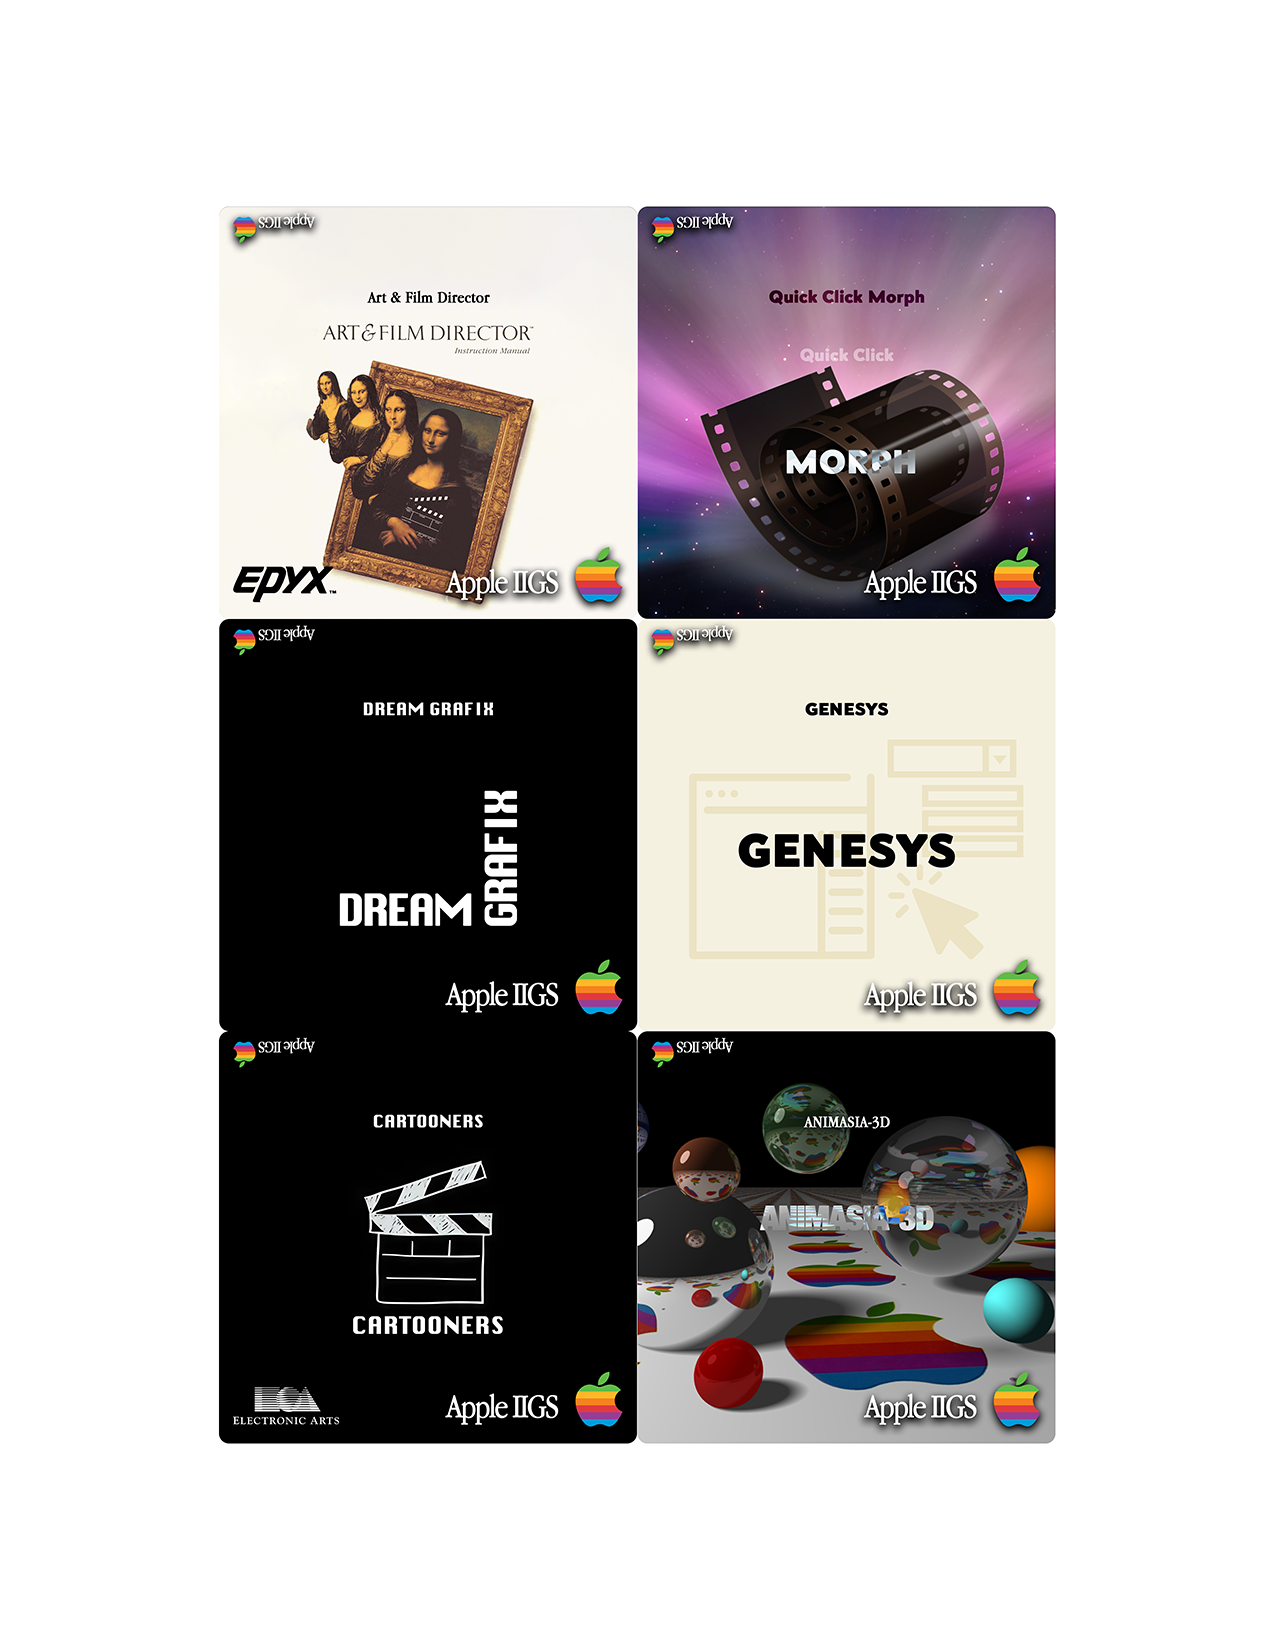 Apple IIGS
Art & Film Director
ART & FILM DIRECTOR™
Instruction Manual
EPYX™
Apple IIGS
Apple IIGS
Quick Click Morph
Quick Click
MORPH
Apple IIGS
Apple IIGS
DREAM GRAFIX
DREAM
GRAFIX
Apple IIGS
Apple IIGS
GENESYS
GENESYS
Apple IIGS
Apple IIGS
CARTOONERS
CARTOONERS
ELECTRONIC ARTS
Apple IIGS
Apple IIGS
ANIMASIA-3D
ANIMASIA-3D
Apple IIGS